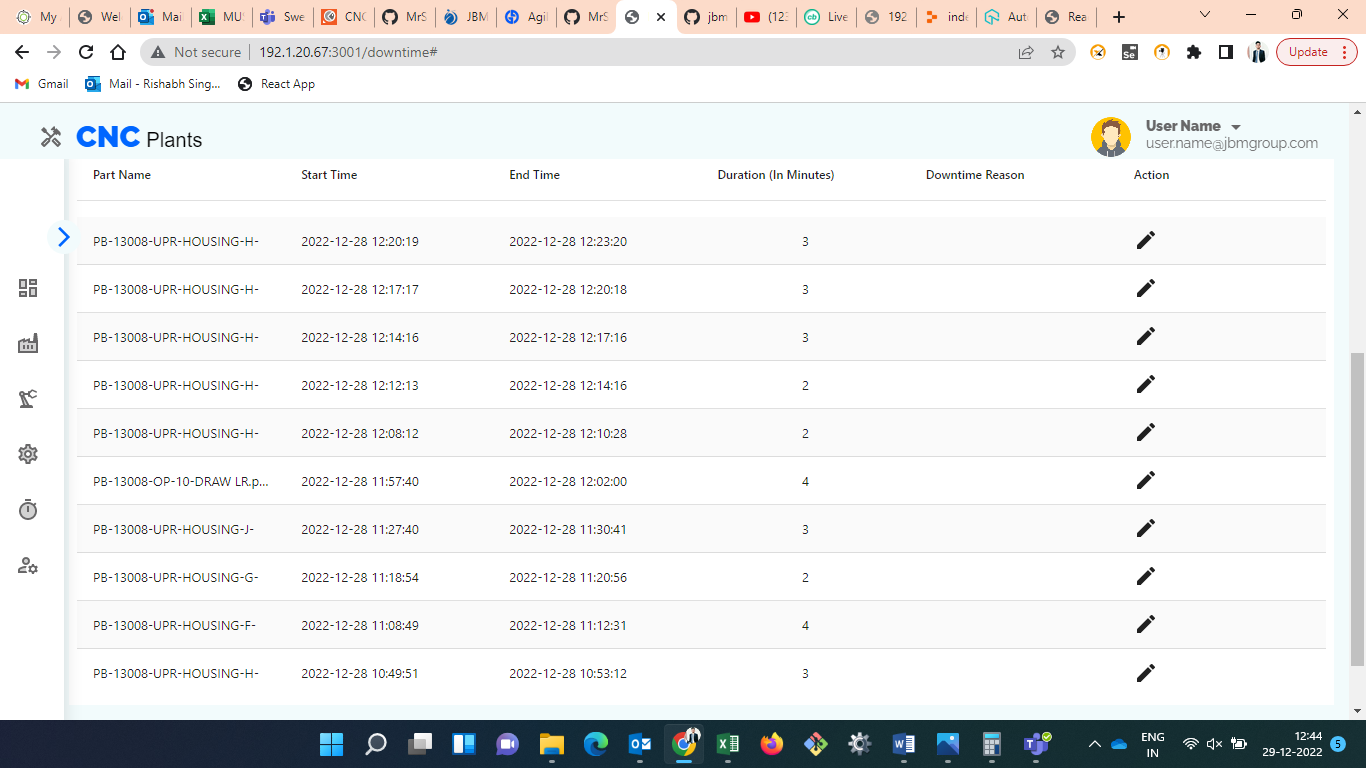 My
Wel
Mai
MU
Swe
CNC
MrS
JBM
Agil
MrS
jbm
(123
Live
192
inde
Aut
Rea
Not secure 192.1.20.67:3001/downtime#
Update
Gmail Mail - Rishabh Sing... React App
CNC Plants
User Name
user.name@jbmgroup.com
Part Name Start Time End Time Duration (In Minutes) Downtime Reason Action
PB-13008-UPR-HOUSING-H- 2022-12-28 12:20:19 2022-12-28 12:23:20 3
PB-13008-UPR-HOUSING-H- 2022-12-28 12:17:17 2022-12-28 12:20:18 3
PB-13008-UPR-HOUSING-H- 2022-12-28 12:14:16 2022-12-28 12:17:16 3
PB-13008-UPR-HOUSING-H- 2022-12-28 12:12:13 2022-12-28 12:14:16 2
PB-13008-UPR-HOUSING-H- 2022-12-28 12:08:12 2022-12-28 12:10:28 2
PB-13008-OP-10-DRAW LR.p... 2022-12-28 11:57:40 2022-12-28 12:02:00 4
PB-13008-UPR-HOUSING-J- 2022-12-28 11:27:40 2022-12-28 11:30:41 3
PB-13008-UPR-HOUSING-G- 2022-12-28 11:18:54 2022-12-28 11:20:56 2
PB-13008-UPR-HOUSING-F- 2022-12-28 11:08:49 2022-12-28 11:12:31 4
PB-13008-UPR-HOUSING-H- 2022-12-28 10:49:51 2022-12-28 10:53:12 3
ENG
IN
12:44
29-12-2022
5